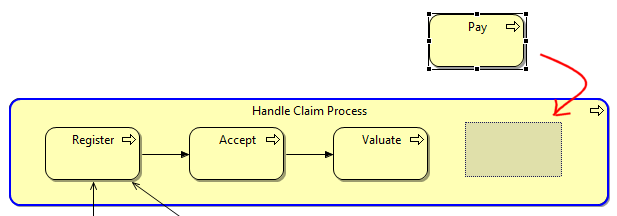 Pay
Handle Claim Process
Register
Accept
Valuate